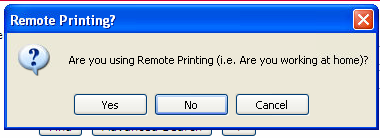 Remote Printing?
Are you using Remote Printing (i.e. Are you working at home)?
Yes No Cancel